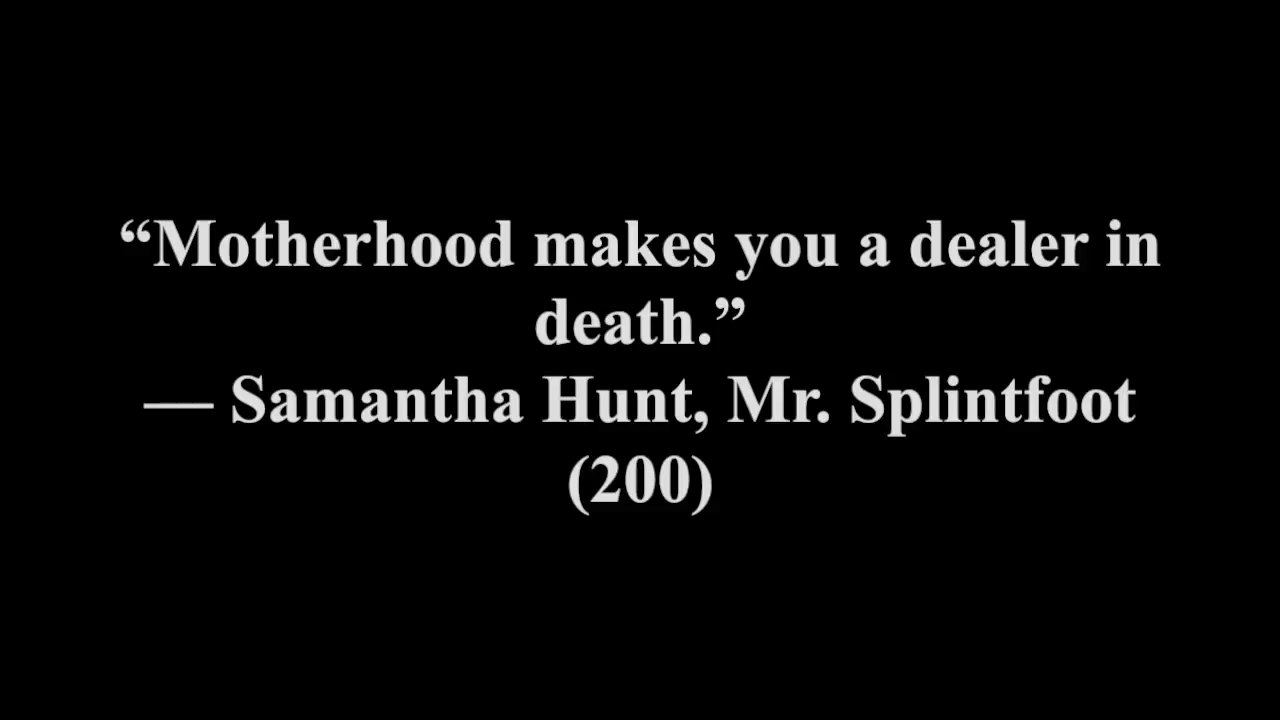 “Motherhood makes you a dealer in
death.”
— Samantha Hunt, Mr. Splintfoot
(200)